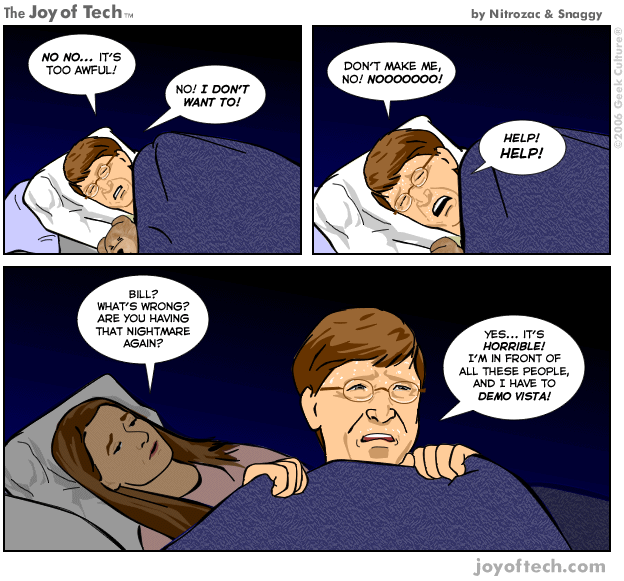 The Joy of Tech™
by Nitrozac & Snaggy
NO NO... IT'S
TOO AWFUL!
NO! I DON'T
WANT TO!
DON'T MAKE ME,
NO! NOOOOOOO!
HELP!
HELP!
©2006 Geek Culture®
BILL?
WHAT'S WRONG?
ARE YOU HAVING
THAT NIGHTMARE
AGAIN?
YES... IT'S
HORRIBLE!
I'M IN FRONT OF
ALL THESE PEOPLE,
AND I HAVE TO
DEMO VISTA!
joyoftech.com